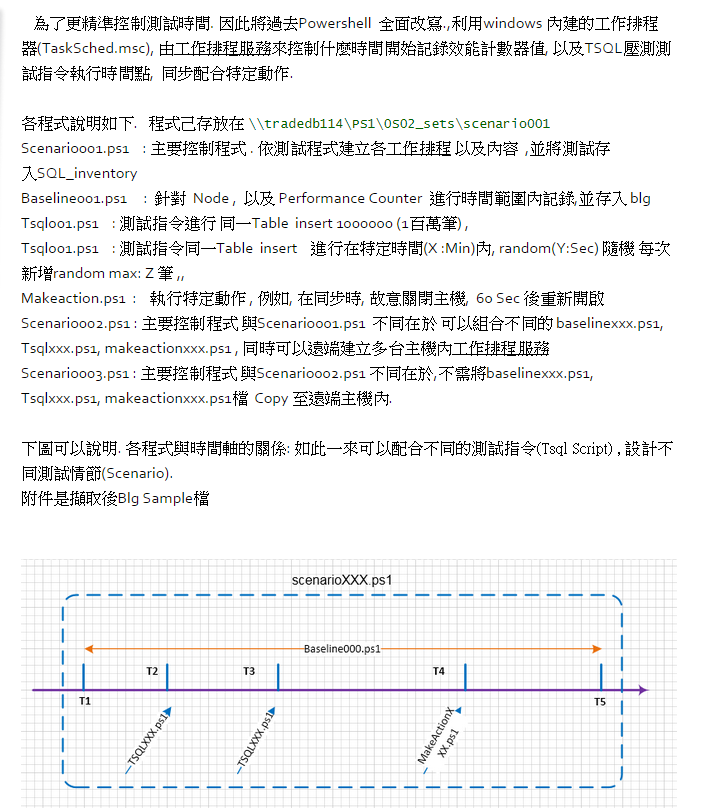 為了更精準控制測試時間. 因此將過去Powershell 全面改寫.,利用windows 內建的工作排程
器(TaskSched.msc), 由工作排程服務來控制什麼時間開始記錄效能計數器值, 以及TSQL壓測測
試指令執行時間點, 同步配合特定動作.
各程式說明如下. 程式己存放在 \\tradedb114\PS1\OS02_sets\scenario001
Scenario001.ps1 : 主要控制程式 . 依測試程式建立各工作排程 以及內容 ,並將測試存
入SQL_inventory
Baseline001.ps1 : 針對 Node , 以及 Performance Counter 進行時間範圍內記錄,並存入 blg
Tsql001.ps1 : 測試指令進行 同一Table insert 1000000 (1百萬筆) ,
Tsql001.ps1 : 測試指令同一Table insert 進行在特定時間(X :Min)內, random(Y:Sec) 隨機 每次
新增random max: Z 筆 ,,
Makeaction.ps1 : 執行特定動作 , 例如, 在同步時, 故意關閉主機, 60 Sec 後重新開啟
Scenario002.ps1 : 主要控制程式 與Scenario001.ps1 不同在於 可以組合不同的 baselinexxx.ps1,
Tsqlxxx.ps1, makeactionxxx.ps1 , 同時可以遠端建立多台主機內工作排程服務
Scenario003.ps1 : 主要控制程式 與Scenario002.ps1 不同在於,不需將baselinexxx.ps1,
Tsqlxxx.ps1, makeactionxxx.ps1檔 Copy 至遠端主機內.
下圖可以說明. 各程式與時間軸的關係: 如此一來可以配合不同的測試指令(Tsql Script) , 設計不
同測試情節(Scenario).
附件是擷取後Blg Sample檔
scenarioXXX.ps1
Baseline000.ps1
T1
T2
T3
T4
T5
TSQLXXX.ps1
TSQLXXX.ps1
MakeActionX
XX.ps1